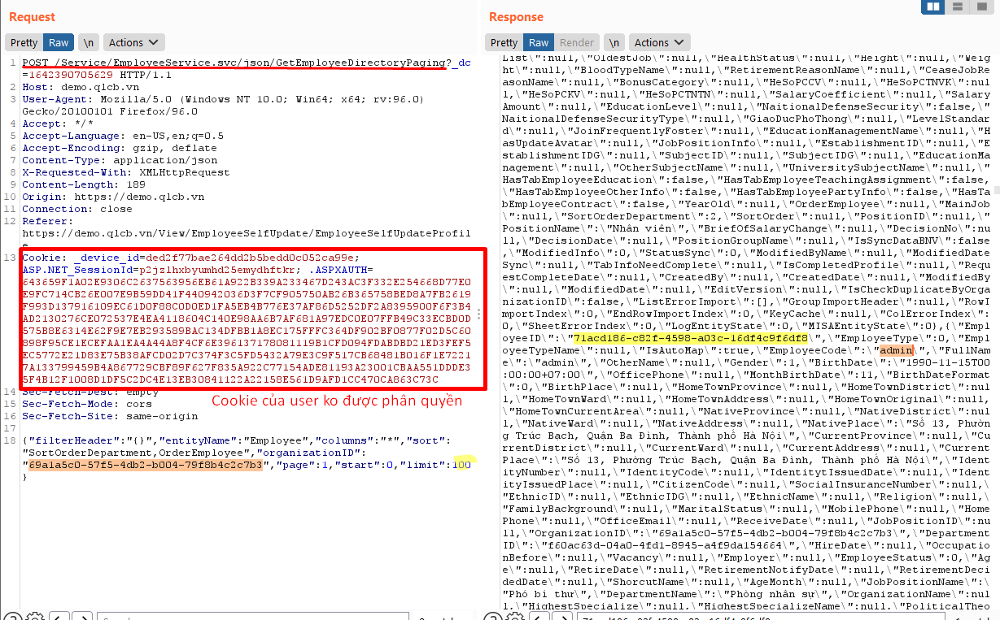 Request
Pretty Raw \n Actions
1 POST /Service/EmployeeService.svc/json/GetEmployeeDirectoryPaging?_dc
=1642390705629 HTTP/1.1
2 Host: demo.qlcb.vn
3 User-Agent: Mozilla/5.0 (Windows NT 10.0; Win64; x64; rv:96.0)
Gecko/20100101 Firefox/96.0
4 Accept: */*
5 Accept-Language: en-US,en;q=0.5
6 Accept-Encoding: gzip, deflate
7 Content-Type: application/json
8 X-Requested-With: XMLHttpRequest
9 Content-Length: 189
10 Origin: https://demo.qlcb.vn
11 Connection: close
12 Referer:
https://demo.qlcb.vn/View/EmployeeSelfUpdate/EmployeeSelfUpdateProfil
e
13 Cookie: _device_id=ded2f77bae264dd2b5bedd0c052ca99e;
ASP.NET_SessionId=p2jzlhxbyumhd25emydhftkr; .ASPXAUTH=
643659F1A02E9306C2637563956EB61A922B339A233467D243AC3F332E254668D77E0
E9FC714CB26E007E9B59DD41F440942036D3F7CF905750AB26B365758BED8A7FB2619
F993D137916109EC61D0F88C0D0ED1FA5EB4B776E37AF86D5252DF2A8395900F6F3B4
AD2130276CE072537E4EA4118604C140E98AA6B7AF681A97EDC0E07FFB49C33ECBD0D
575B8E6314E62F9E7EB293589BAC134DFBB1A8EC175FFFC364DF902BF0877F02D5C60
898F95CE1ECEFAA1EA4A44A8F4CF6E396137178081119B1CFD094FDABDBD21ED3FEF5
EC5772E21D83E75B38AFCD02D7C374F3C5FD5432A79E3C9F517CB68481B016F1E7221
7A133799459B4A867729CBF89F627F835A922C77154ADE81193A23001CBAA551DDDE3
5F4B12F1008D1DF5C2DC4E13EB30841122A22158E561D9AFD1CC470CA863C73C
14 Sec-Fetch-Dest: empty
15 Sec-Fetch-Mode: cors
Cookie của user ko được phân quyền
16 Sec-Fetch-Site: same-origin
17
18 {"filterHeader":"{}","entityName":"Employee","columns":"*","sort":
"SortOrderDepartment,OrderEmployee","organizationID":
"69a1a5c0-57f5-4db2-b004-79f8b4c2c7b3","page":1,"start":0,"limit":100
}
Response
Pretty Raw Render \n Actions
List\":null,\"OldestJob\":null,\"HealthStatus\":null,\"Height\":null,\"Weig
ht\":null,\"BloodTypeName\":null,\"RetirementReasonName\":null,\"CeaseJobRe
asonName\":null,\"BonusCategory\":null,\"HeSoPCCV\":null,\"HeSoPCTNVK\":nul
l,\"HeSoPCKV\":null,\"HeSoPCTNTN\":null,\"SalaryCoefficient\":null,\"Salary
Amount\":null,\"EducationLevel\":null,\"NaitionalDefenseSecurity\":false,\"
NaitionalDefenseSecurityType\":null,\"GiaoDucPhoThong\":null,\"LevelStandar
d\":null,\"JoinFrequentlyFoster\":null,\"EducationManagementName\":null,\"H
asUpdateAvatar\":null,\"JobPositionInfo\":null,\"EstablishmentID\":null,\"E
stablishmentIDG\":null,\"SubjectID\":null,\"SubjectIDG\":null,\"EducationMa
nagement\":null,\"OtherSubjectName\":null,\"UniversitySubjectName\":null,\"
HasTabEmployeeEducation\":false,\"HasTabEmployeeTeachingAssignment\":false,
\"HasTabEmployeeOtherInfo\":false,\"HasTabEmployeePartyInfo\":false,\"HasTa
bEmployeeContract\":false,\"YearOld\":null,\"OrderEmployee\":null,\"MainJob
\":null,\"SortOrderDepartment\":2,\"SortOrder\":null,\"PositionID\":null,\"
PositionName\":\"Nhân viên\",\"BriefOfSalaryChange\":null,\"DecisionNo\":nu
ll,\"DecisionDate\":null,\"PositionGroupName\":null,\"IsSyncDataBNV\":false
,\"ModifiedInfo\":0,\"StatusSync\":null,\"ModifiedByName\":null,\"ModifiedDate
Sync\":null,\"TabInfoNeedComplete\":null,\"IsCompletedProfile\":null,\"Requ
estCompleteDate\":null,\"CreatedBy\":null,\"CreatedDate\":null,\"ModifiedBy
\":null,\"ModifiedDate\":null,\"EditVersion\":null,\"IsCheckDuplicateByOrga
nizationID\":false,\"ListErrorImport\":[],\"GroupImportHeader\":null,\"RowI
mportIndex\":0,\"EndRowImportIndex\":0,\"KeyCache\":null,\"ColErrorIndex\":
0,\"SheetErrorIndex\":0,\"LogEntityState\":0,\"MISAEntityState\":0},{\"Empl
oyeeID\":\"71acd186-c82f-4598-a03c-16df4c9f6df8\",\"EmployeeType\":0,\"Empl
oyeeTypeName\":null,\"IsAutoMap\":true,\"EmployeeCode\":\"admin\",\"FullNam
e\":\"admin\",\"OtherName\":null,\"Gender\":1,\"BirthDate\":\"1990-11-15T00
:00:00+07:00\",\"OfficePhone\":null,\"MonthBirthDate\":11,\"BirthDateFormat
\":0,\"BirthPlace\":null,\"HomeTownProvince\":null,\"HomeTownDistrict\":nul
l,\"HomeTownWard\":null,\"HomeTownAddress\":null,\"HomeTownOriginal\":null,
\"HomeTownCurrentArea\":null,\"NativeProvince\":null,\"NativeDistrict\":nul
l,\"NativeWard\":null,\"NativeAddress\":null,\"NativePlace\":\"Số 13, Phườn
g Trúc Bạch, Quận Ba Đình, Thành phố Hà Nội\",\"CurrentProvince\":null,\"Cu
rrentDistrict\":null,\"CurrentWard\":null,\"CurrentAddress\":null,\"Current
Place\":\"Số 13, Phường Trúc Bạch, Quận Ba Đình, Thành phố Hà Nội\",\"Ident
ityNumber\":null,\"IdentityCode\":null,\"IdentityIssuedDate\":null,\"Identi
tyIssuedPlace\":null,\"CitizenCode\":null,\"SocialInsuranceNumber\":null,\"
EthnicID\":null,\"EthnicIDG\":null,\"EthnicName\":null,\"Religion\":null,\"
FamilyBackground\":null,\"MaritalStatus\":null,\"MobilePhone\":null,\"Home
Phone\":null,\"OfficeEmail\":null,\"ReceiveDate\":null,\"JobPositionID\":nu
ll,\"OrganizationID\":\"69a1a5c0-57f5-4db2-b004-79f8b4c2c7b3\",\"Department
ID\":\"f60ac63d-04a0-4fd1-8945-a4f9da154664\",\"HireDate\":null,\"Occupatio
nBefore\":null,\"Vacancy\":null,\"Employer\":null,\"EmployeeStatus\":0,\"Ag
e\":null,\"RetireDate\":null,\"RetirementNotifyDate\":null,\"RetirementDeci
dedDate\":null,\"ShorcutName\":null,\"AgeMonth\":null,\"JobPositionName\":\"
Phó bí thư\",\"DepartmentName\":\"Phòng nhân sự\",\"OrganizationName\":nul
l,\"HighestSpecialize\":null,\"HighestSpecializeName\":null,\"PoliticalTheo